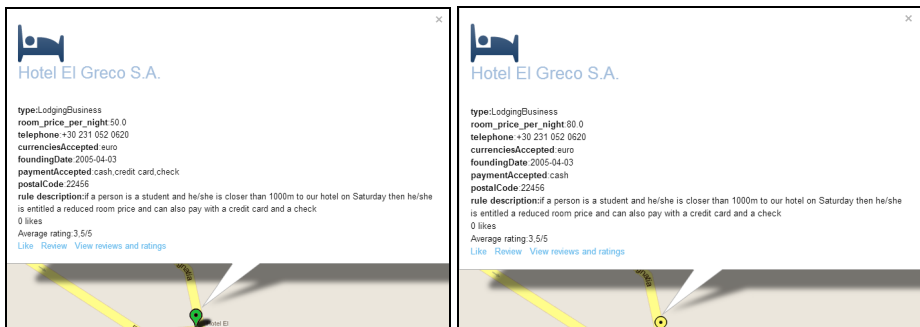 ×
Hotel El Greco S.A.
type:LodgingBusiness
room_price_per_night:50.0
telephone:+30 231 052 0620
currenciesAccepted:euro
foundingDate:2005-04-03
paymentAccepted:cash,credit card,check
postalCode:22456
rule description:if a person is a student and he/she is closer than 1000m to our hotel on Saturday then he/she
is entitled a reduced room price and can also pay with a credit card and a check
0 likes
Average rating:3,5/5
Like Review View reviews and ratings
gnatia
Hotel El
×
Hotel El Greco S.A.
type:LodgingBusiness
room_price_per_night:80.0
telephone:+30 231 052 0620
currenciesAccepted:euro
foundingDate:2005-04-03
paymentAccepted:cash
postalCode:22456
rule description:if a person is a student and he/she is closer than 1000m to our hotel on Saturday then he/she
is entitled a reduced room price and can also pay with a credit card and a check
0 likes
Average rating:3,5/5
Like Review View reviews and ratings
gnatia